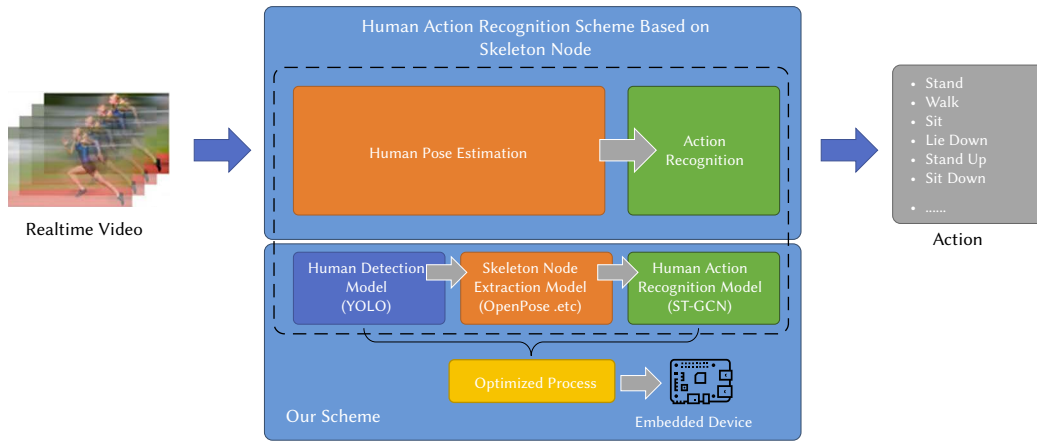 Human Action Recognition Scheme Based on
Skeleton Node
Human Pose Estimation
Action
Recognition
Realtime Video
• Stand
• Walk
• Sit
• Lie Down
• Stand Up
• Sit Down
• ......
Action
Human Detection
Model
(YOLO)
Skeleton Node
Extraction Model
(OpenPose .etc)
Human Action
Recognition Model
(ST-GCN)
Optimized Process
Our Scheme
Embedded Device